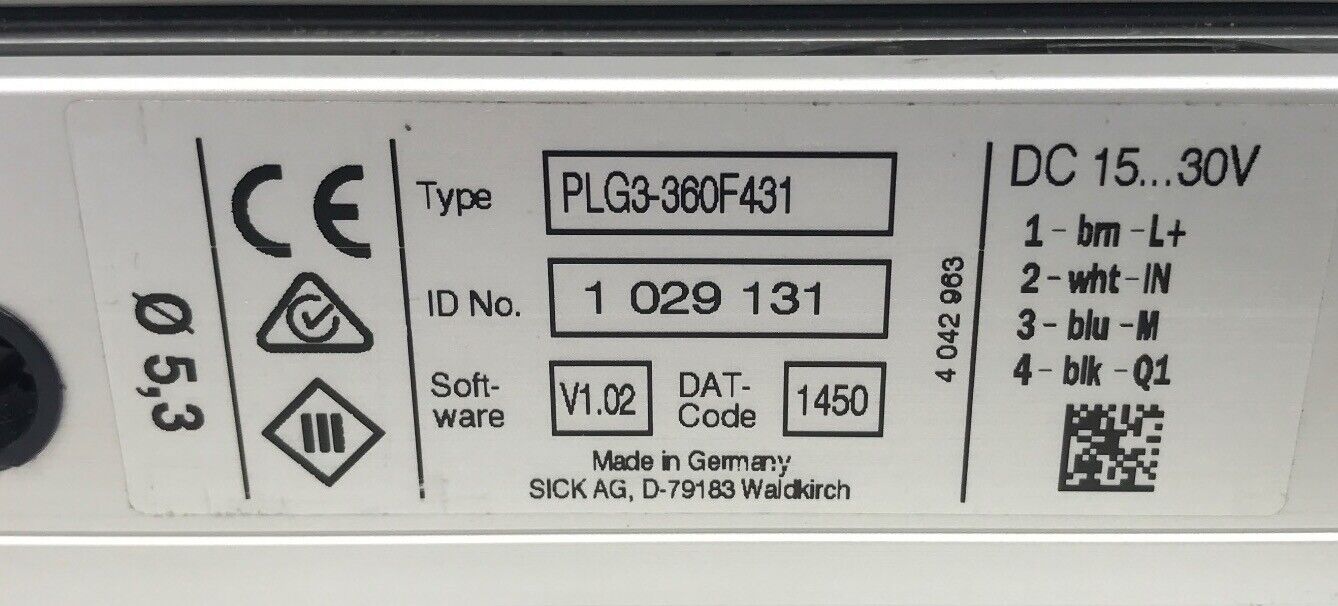 Ø 5,3
CE
III
Type PLG3-360F431
ID No. 1 029 131
Soft-
ware V1.02 DAT-
Code 1450
Made in Germany
SICK AG, D-79183 Waldkirch
4 042 963
DC 15...30V
1 - bm - L+
2 - wht - IN
3 - blu - M
4 - blk - Q1